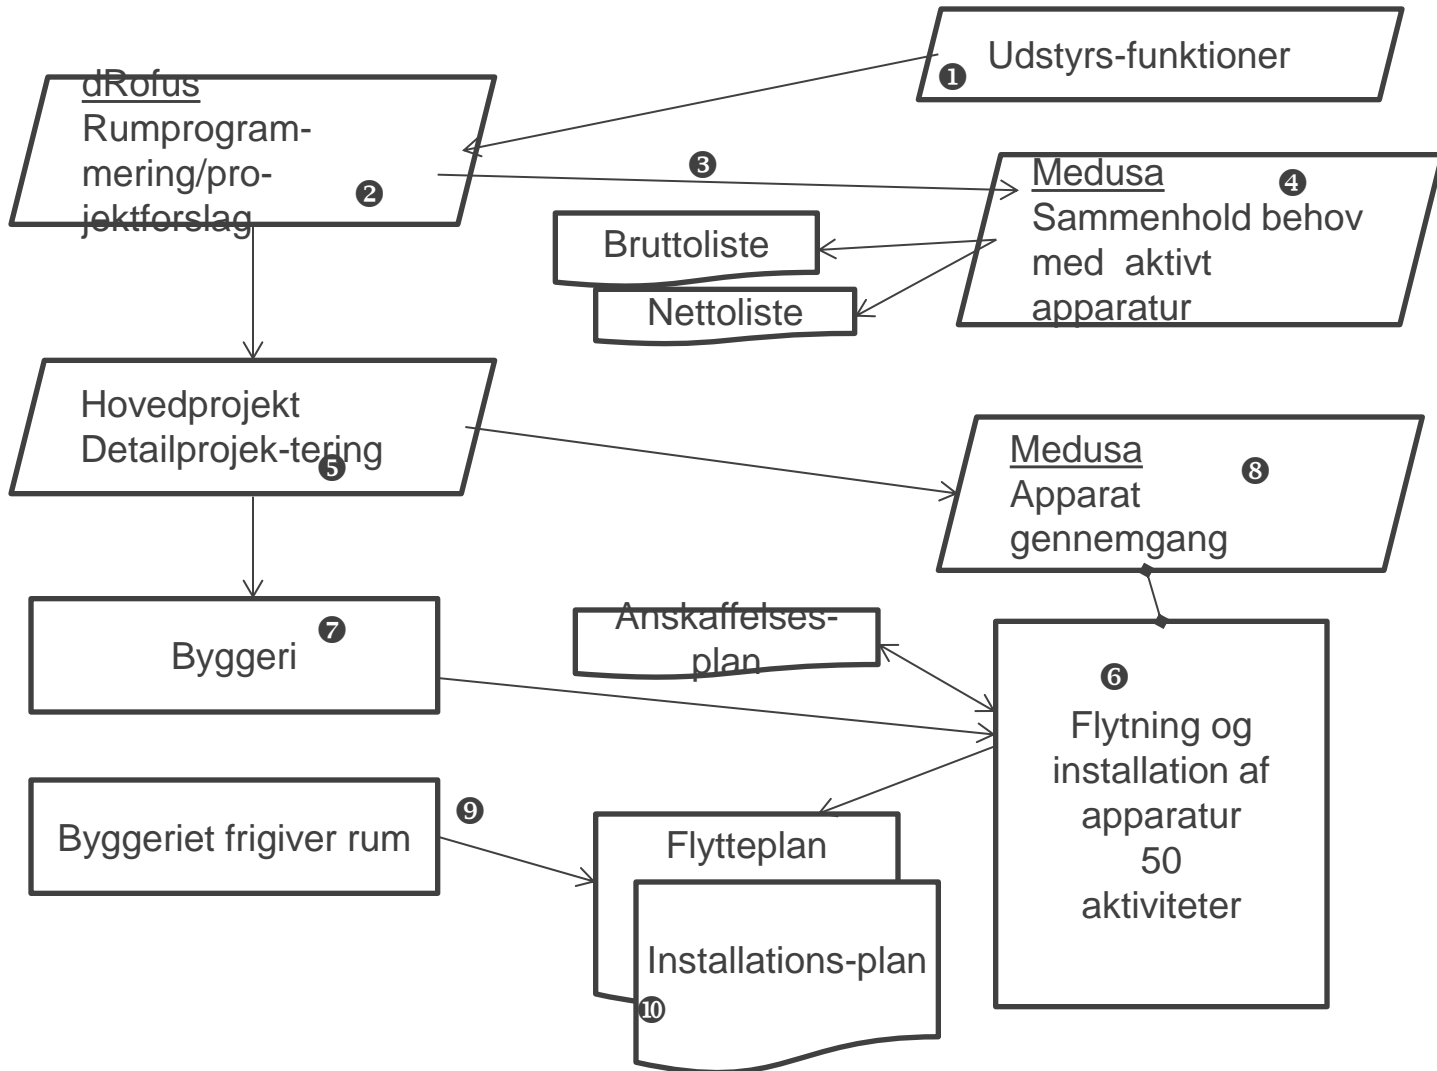 Udstyrs-funktioner
❶
dRofus
Rumprogram-
mering/pro-
jektforslag
❷
❸
Medusa
❹
Sammenhold behov
med  aktivt
apparatur
Bruttoliste
Nettoliste
Hovedprojekt
Detailprojek-tering
❺
Medusa
❽
Apparat
gennemgang
❼
Byggeri
Anskaffelses-
plan
❻
Flytning og
installation af
apparatur
50
aktiviteter
Byggeriet frigiver rum
❾
Flytteplan
Installations-plan
❿